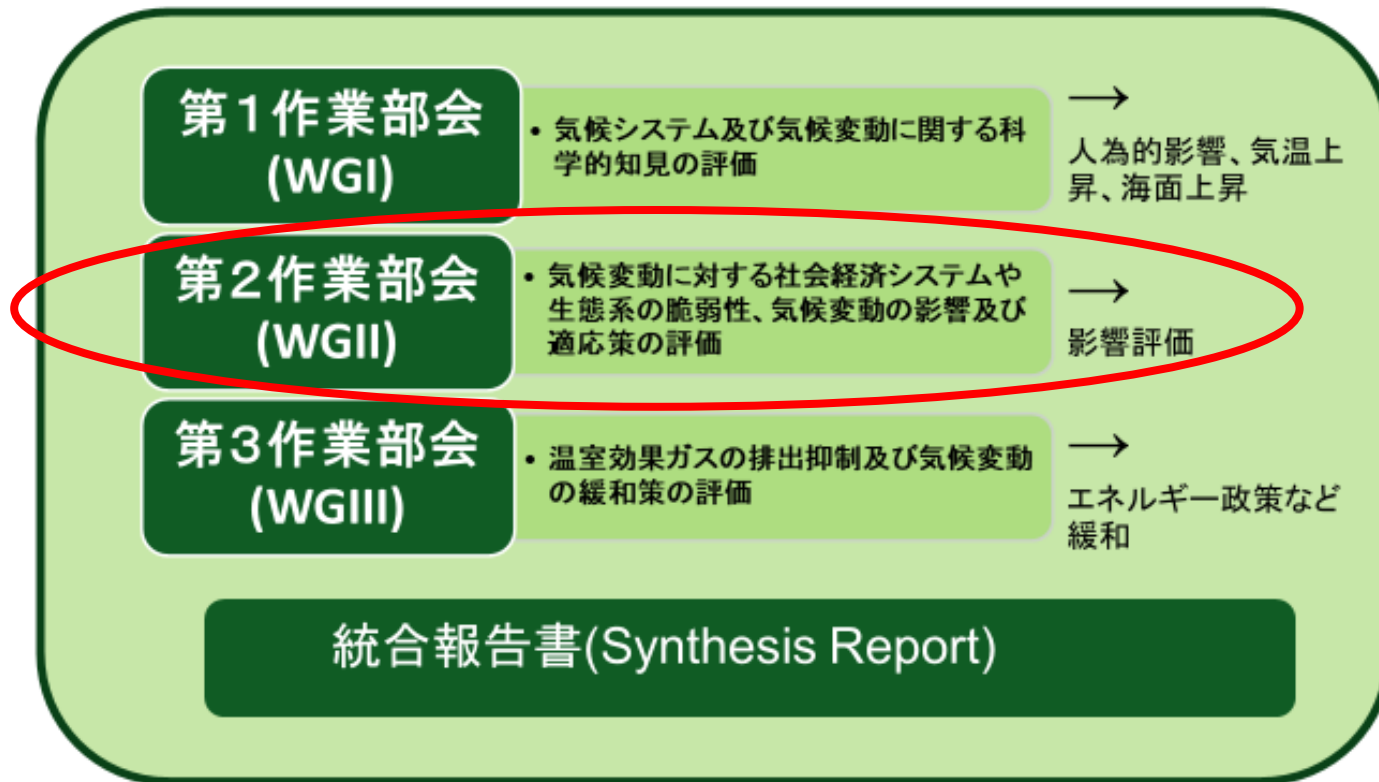 第1作業部会
(WGI)
• 気候システム及び気候変動に関する科
学的知見の評価
→
人為的影響、気温上
昇、海面上昇
第2作業部会
(WGII)
• 気候変動に対する社会経済システムや
生態系の脆弱性、気候変動の影響及び
適応策の評価
→
影響評価
第3作業部会
(WGIII)
• 温室効果ガスの排出抑制及び気候変動
の緩和策の評価
→
エネルギー政策など
緩和
統合報告書(Synthesis Report)